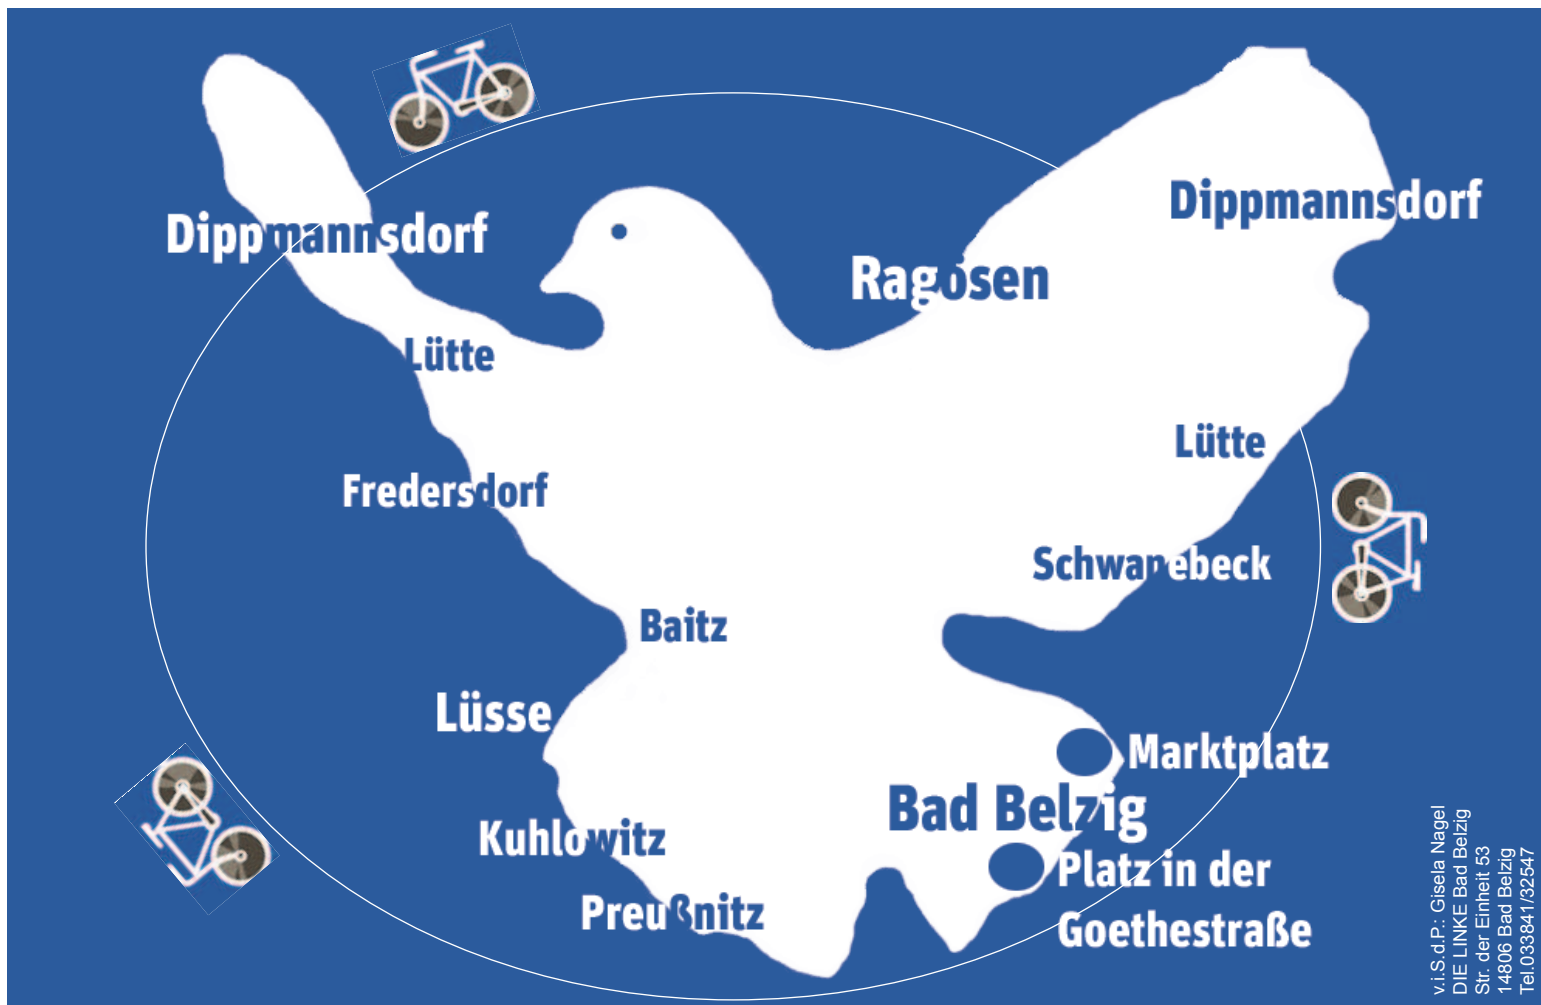 Dippmannsdorf
Dippmannsdorf
Ragösen
Lütte
Lütte
Fredersdorf
Schwanebeck
Baitz
Lüsse
Marktplatz
Bad Belzig
Kuhlowitz
Platz in der
Goethestraße
Preußnitz
v.i.S.d.P.: Gisela Nagel
DIE LINKE Bad Belzig
Str. der Einheit 53
14806 Bad Belzig
Tel.033841/32547